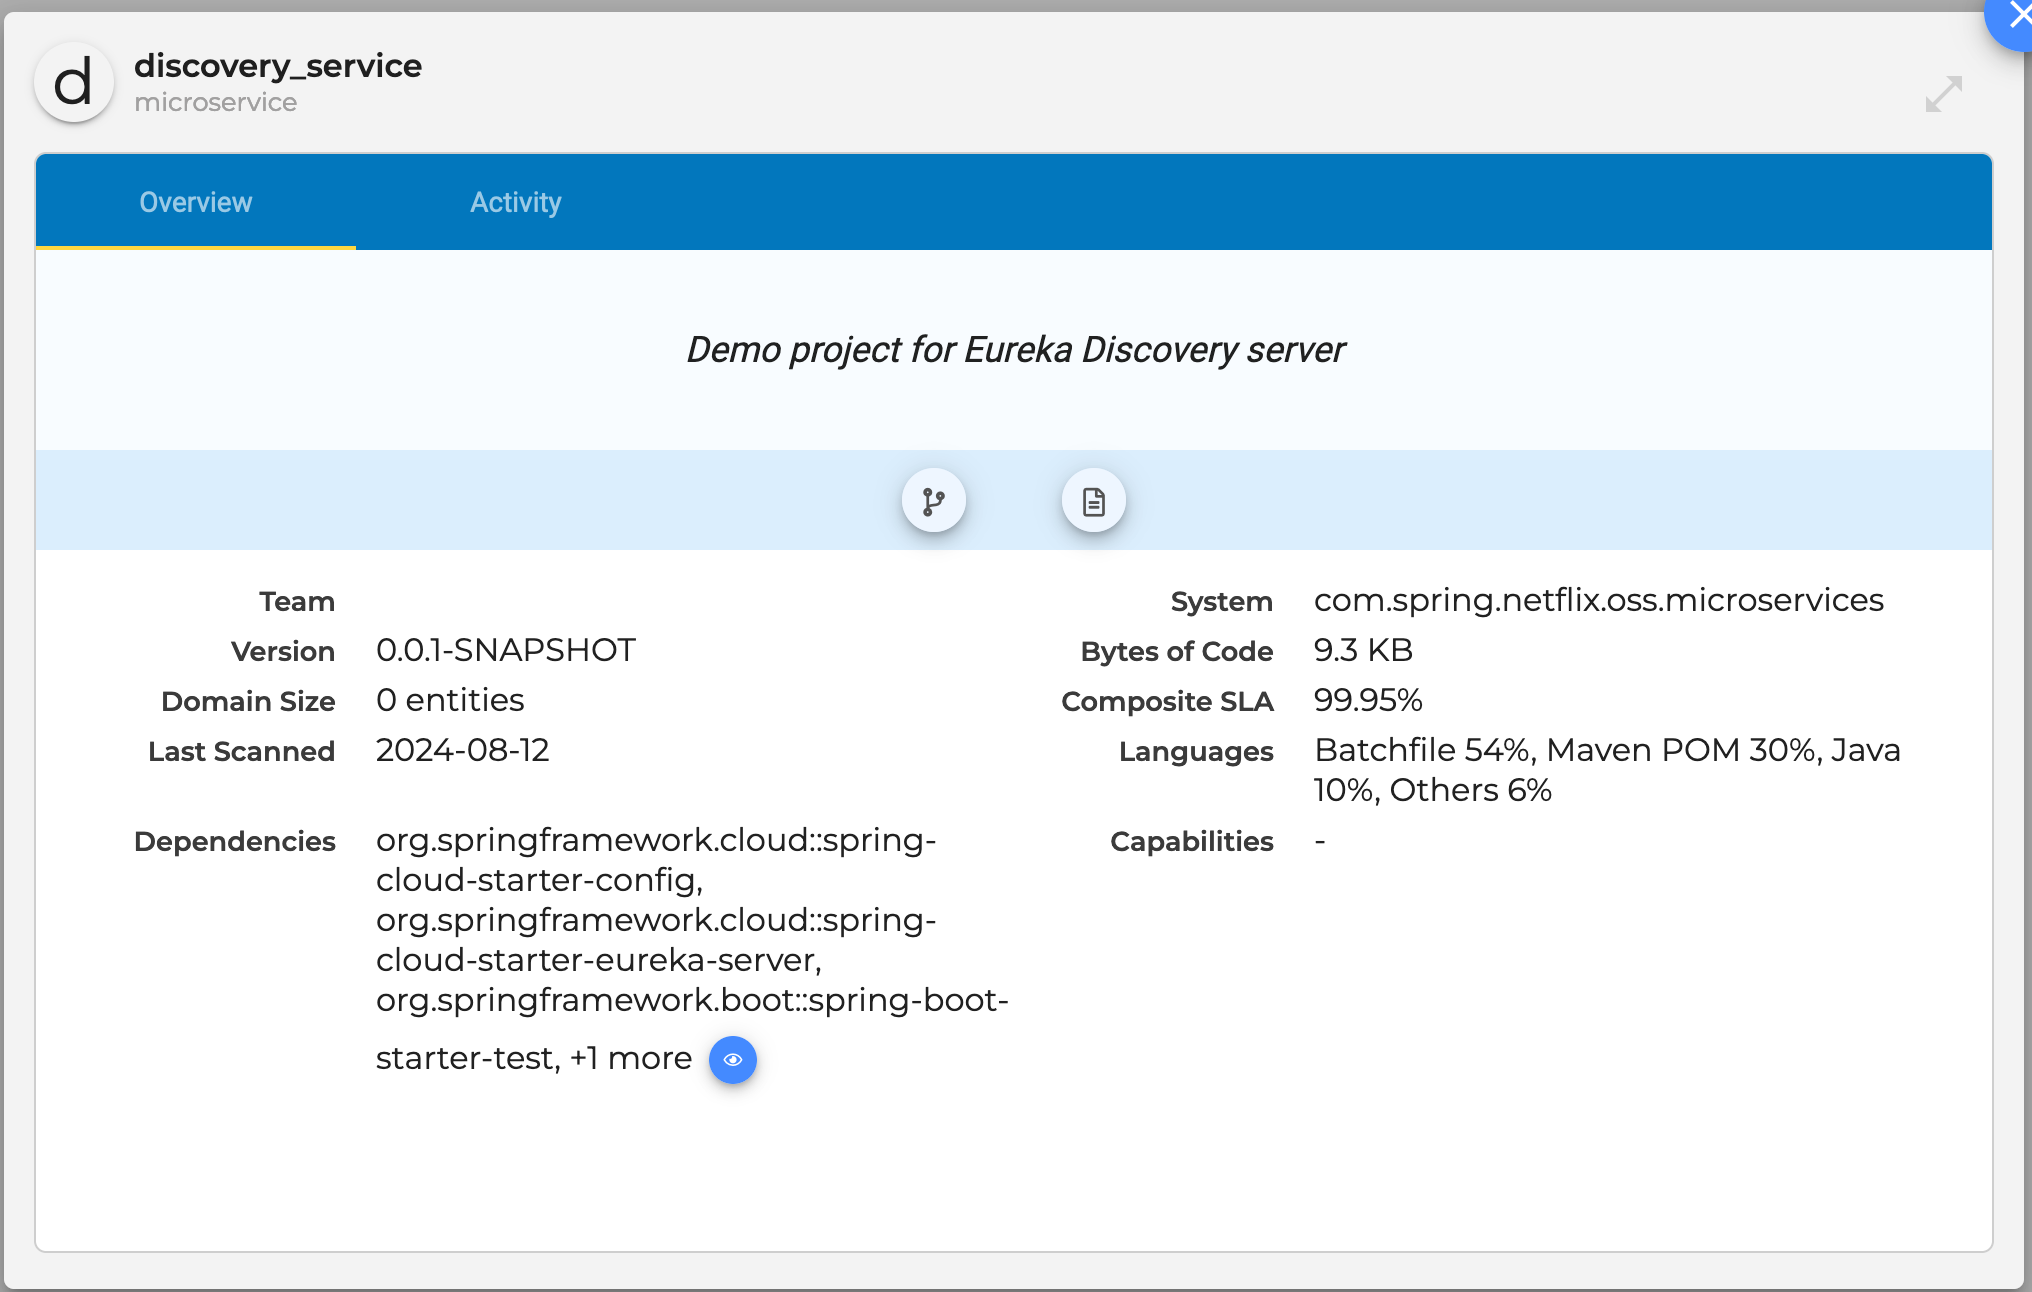 d
discovery_service
microservice
Overview
Activity
Demo project for Eureka Discovery server
Team
Version 0.0.1-SNAPSHOT
Domain Size 0 entities
Last Scanned 2024-08-12
Dependencies org.springframework.cloud::spring-
cloud-starter-config,
org.springframework.cloud::spring-
cloud-starter-eureka-server,
org.springframework.boot::spring-boot-
starter-test, +1 more
System com.spring.netflix.oss.microservices
Bytes of Code 9.3 KB
Composite SLA 99.95%
Languages Batchfile 54%, Maven POM 30%, Java
10%, Others 6%
Capabilities -